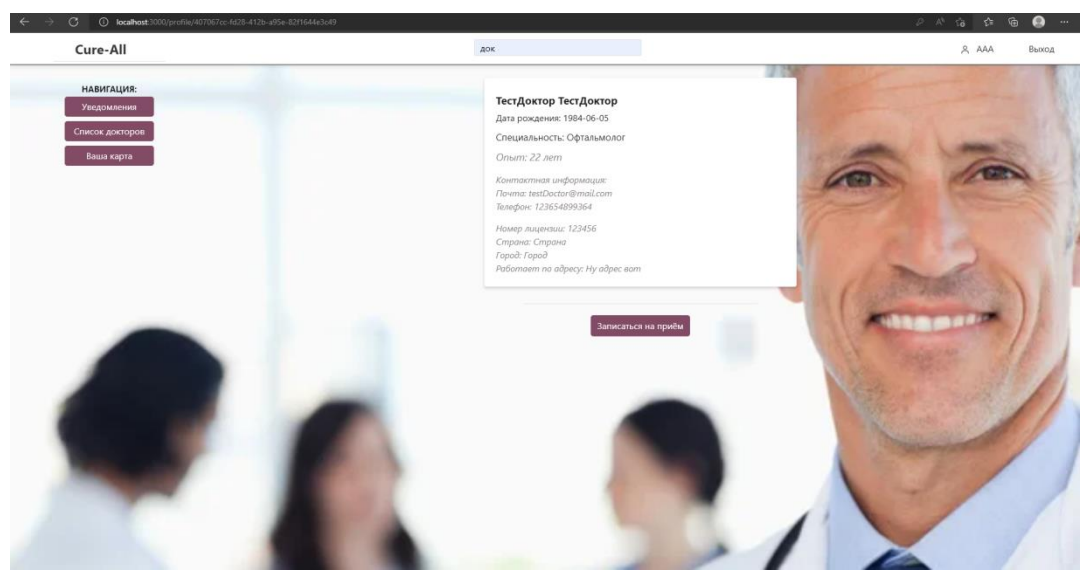 localhost:3000/profile/407067cc-fd28-412b-a95e-82f1644e3c49
Cure-All
док
AAA
Выход
НАВИГАЦИЯ:
Уведомления
Список докторов
Ваша карта
ТестДоктор ТестДоктор
Дата рождения: 1984-06-05
Специальность: Офтальмолог
Опыт: 22 лет
Контактная информация:
Почта: testDoctor@mail.com
Телефон: 123654899364
Номер лицензии: 123456
Страна: Страна
Город: Город
Работает по адресу: Ну адрес вот
Записаться на приём